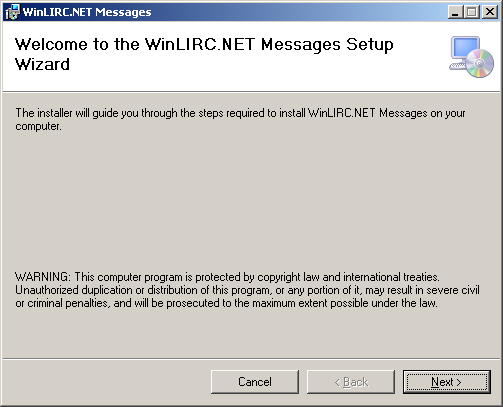 WinLIRC.NET Messages
Welcome to the WinLIRC.NET Messages Setup
Wizard
The installer will guide you through the steps required to install WinLIRC.NET Messages on your
computer.
WARNING: This computer program is protected by copyright law and international treaties.
Unauthorized duplication or distribution of this program, or any portion of it, may result in severe civil
or criminal penalties, and will be prosecuted to the maximum extent possible under the law.
Cancel < Back Next >